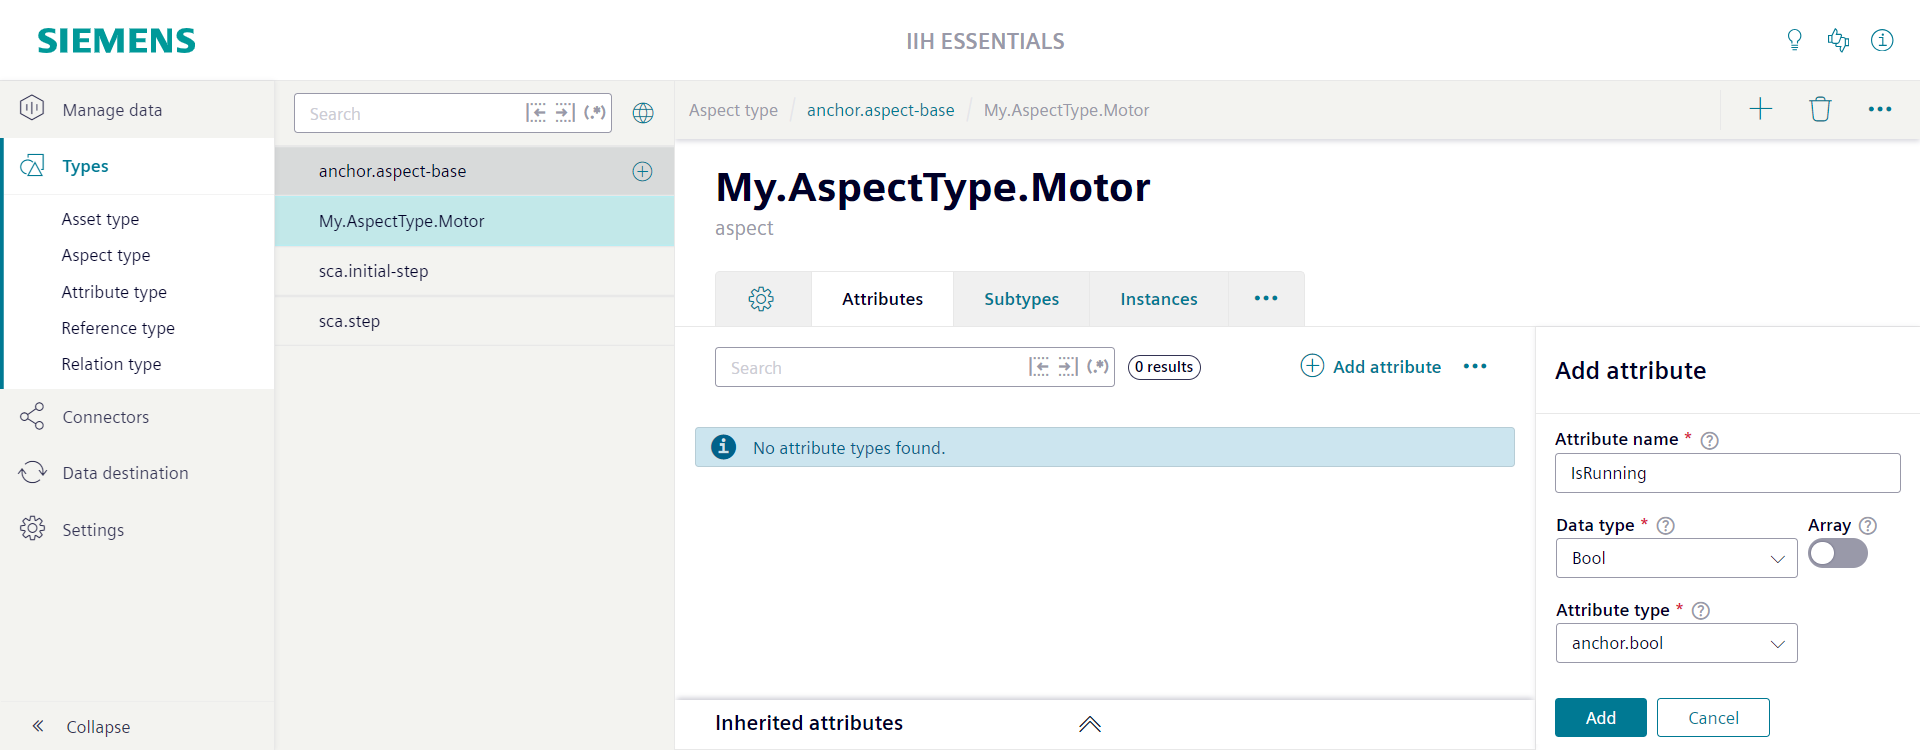 SIEMENS
IIH ESSENTIALS
Manage data
Types
Asset type
Aspect type
Attribute type
Reference type
Relation type
Connectors
Data destination
Settings
Collapse
Search
(.*)
anchor.aspect-base
My.AspectType.Motor
sca.initial-step
sca.step
Aspect type / anchor.aspect-base / My.AspectType.Motor
My.AspectType.Motor
aspect
Attributes
Subtypes
Instances
Search
(.*)
0 results
Add attribute
No attribute types found.
Inherited attributes
Add attribute
Attribute name *
IsRunning
Data type *
Array
Bool
Attribute type *
anchor.bool
Add
Cancel